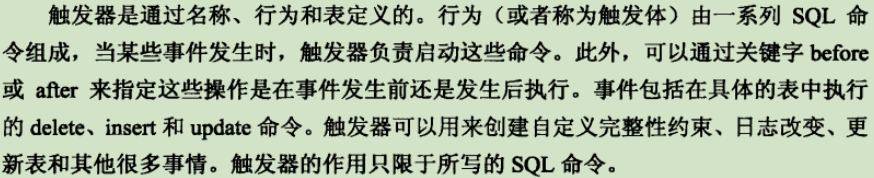 触发器是通过名称、行为和表定义的。行为（或者称为触发体）由一系列 SQL 命
令组成，当某些事件发生时，触发器负责启动这些命令。此外，可以通过关键字 before
或 after 来指定这些操作是在事件发生前还是发生后执行。事件包括在具体的表中执行
的 delete、insert 和 update 命令。触发器可以用来创建自定义完整性约束、日志改变、更
新表和其他很多事情。触发器的作用只限于所写的 SQL 命令。